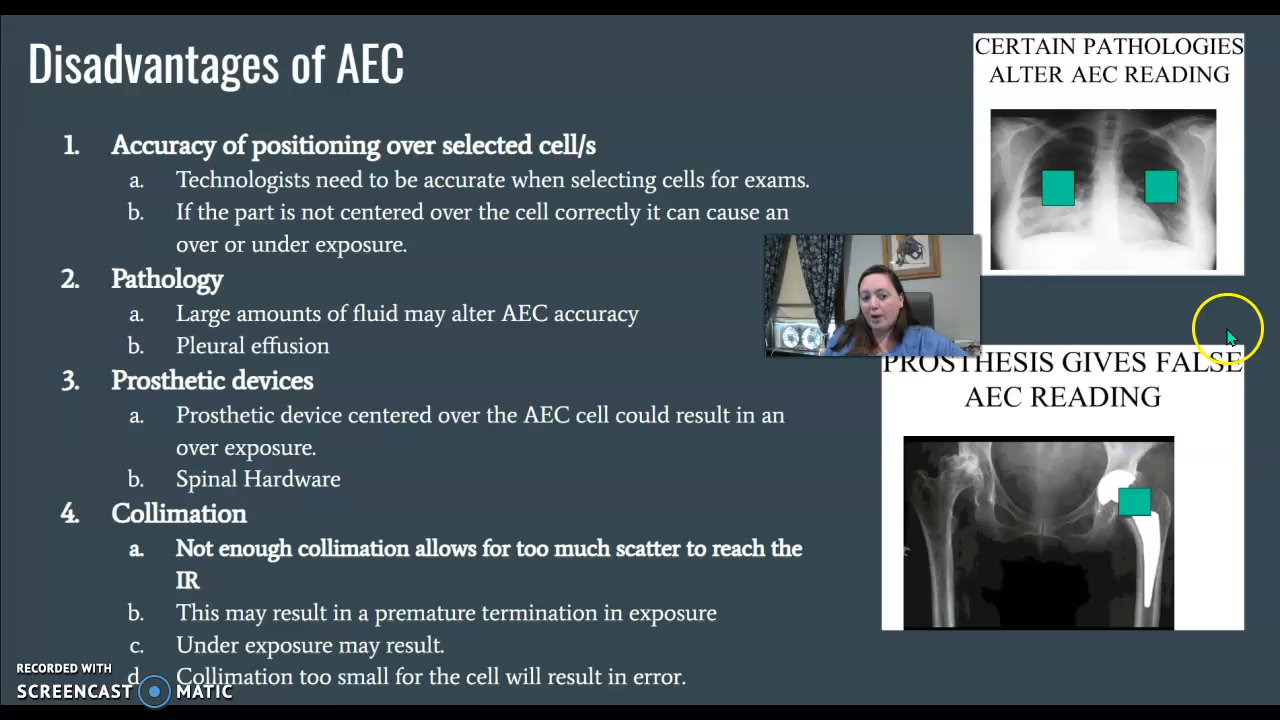 Disadvantages of AEC
1. Accuracy of positioning over selected cell/s
a. Technologists need to be accurate when selecting cells for exams.
b. If the part is not centered over the cell correctly it can cause an
over or under exposure.
2. Pathology
a. Large amounts of fluid may alter AEC accuracy
b. Pleural effusion
3. Prosthetic devices
a. Prosthetic device centered over the AEC cell could result in an
over exposure.
b. Spinal Hardware
4. Collimation
a. Not enough collimation allows for too much scatter to reach the
IR
b. This may result in a premature termination in exposure
c. Under exposure may result.
d. Collimation too small for the cell will result in error.
CERTAIN PATHOLOGIES
ALTER AEC READING
PROSTHESIS GIVES FALSE
AEC READING
RECORDED WITH
SCREENCAST MATIC